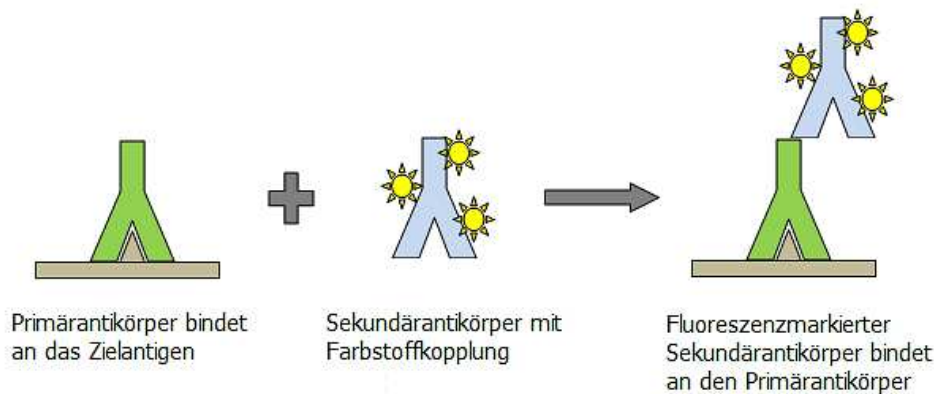 Primärantikörper bindet
an das Zielantigen
Sekundärantikörper mit
Farbstoffkopplung
Fluoreszenzmarkierter
Sekundärantikörper bindet
an den Primärantikörper